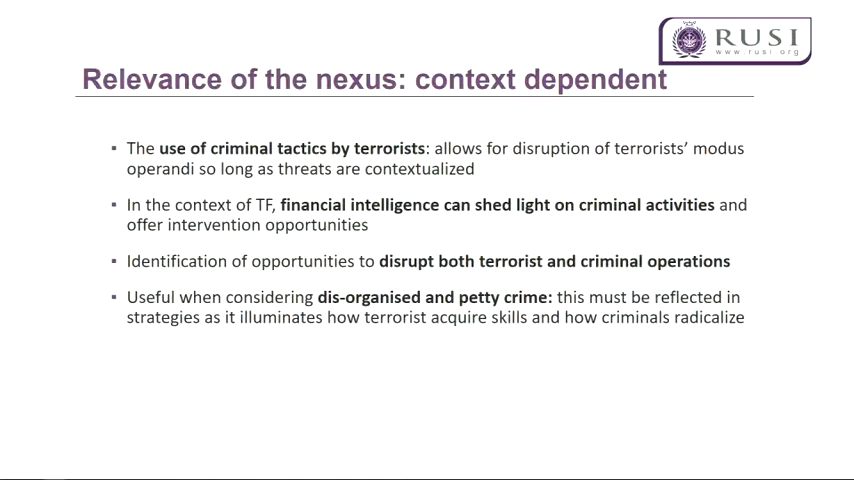 RUSI
www.rusi.org
Relevance of the nexus: context dependent
▪ The use of criminal tactics by terrorists: allows for disruption of terrorists' modus
operandi so long as threats are contextualized
▪ In the context of TF, financial intelligence can shed light on criminal activities and
offer intervention opportunities
▪ Identification of opportunities to disrupt both terrorist and criminal operations
▪ Useful when considering dis-organised and petty crime: this must be reflected in
strategies as it illuminates how terrorist acquire skills and how criminals radicalize